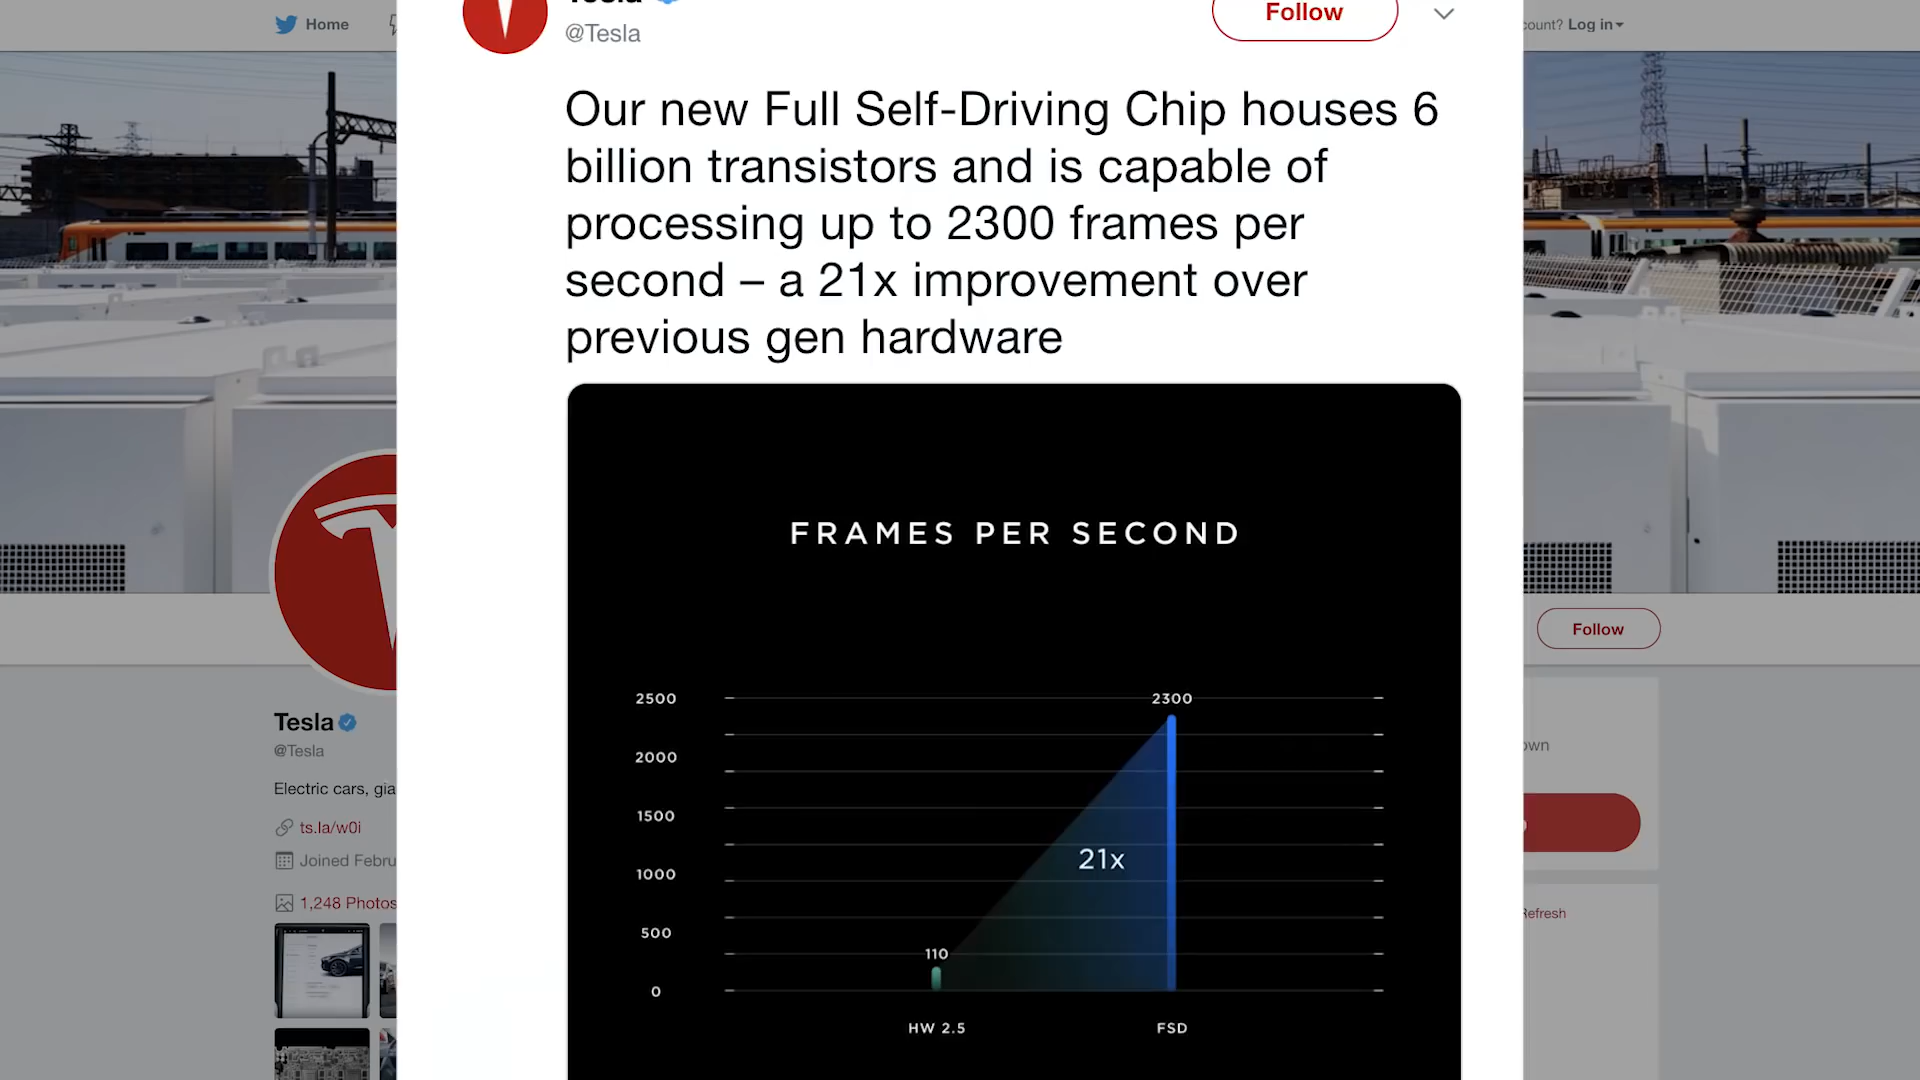 Home
Tesla
@Tesla
Follow
Log in
Our new Full Self-Driving Chip houses 6
billion transistors and is capable of
processing up to 2300 frames per
second – a 21x improvement over
previous gen hardware
FRAMES PER SECOND
2500
2300
2000
1500
21x
1000
500
110
0
HW 2.5
FSD
Follow
Tesla
@Tesla
Electric cars,
ts.la/w0i
Joined
1,248 Photos
Refresh